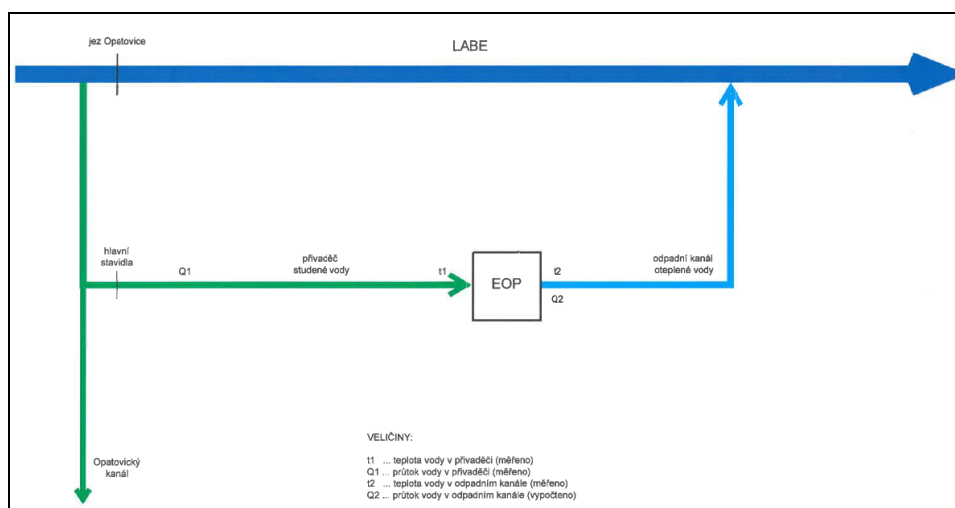 jez Opatovice
LABE
hlavní
stavidla
Q1
přivaděč
studené vody
t1
EOP
t2
Q2
odpadní kanál
oteplené vody
Opatovický
kanál
VELIČINY:
t1 ... teplota vody v přivaděči (měřeno)
Q1 ... průtok vody v přivaděči (měřeno)
t2 ... teplota vody v odpadním kanále (měřeno)
Q2 ... průtok vody v odpadním kanále (vypočteno)